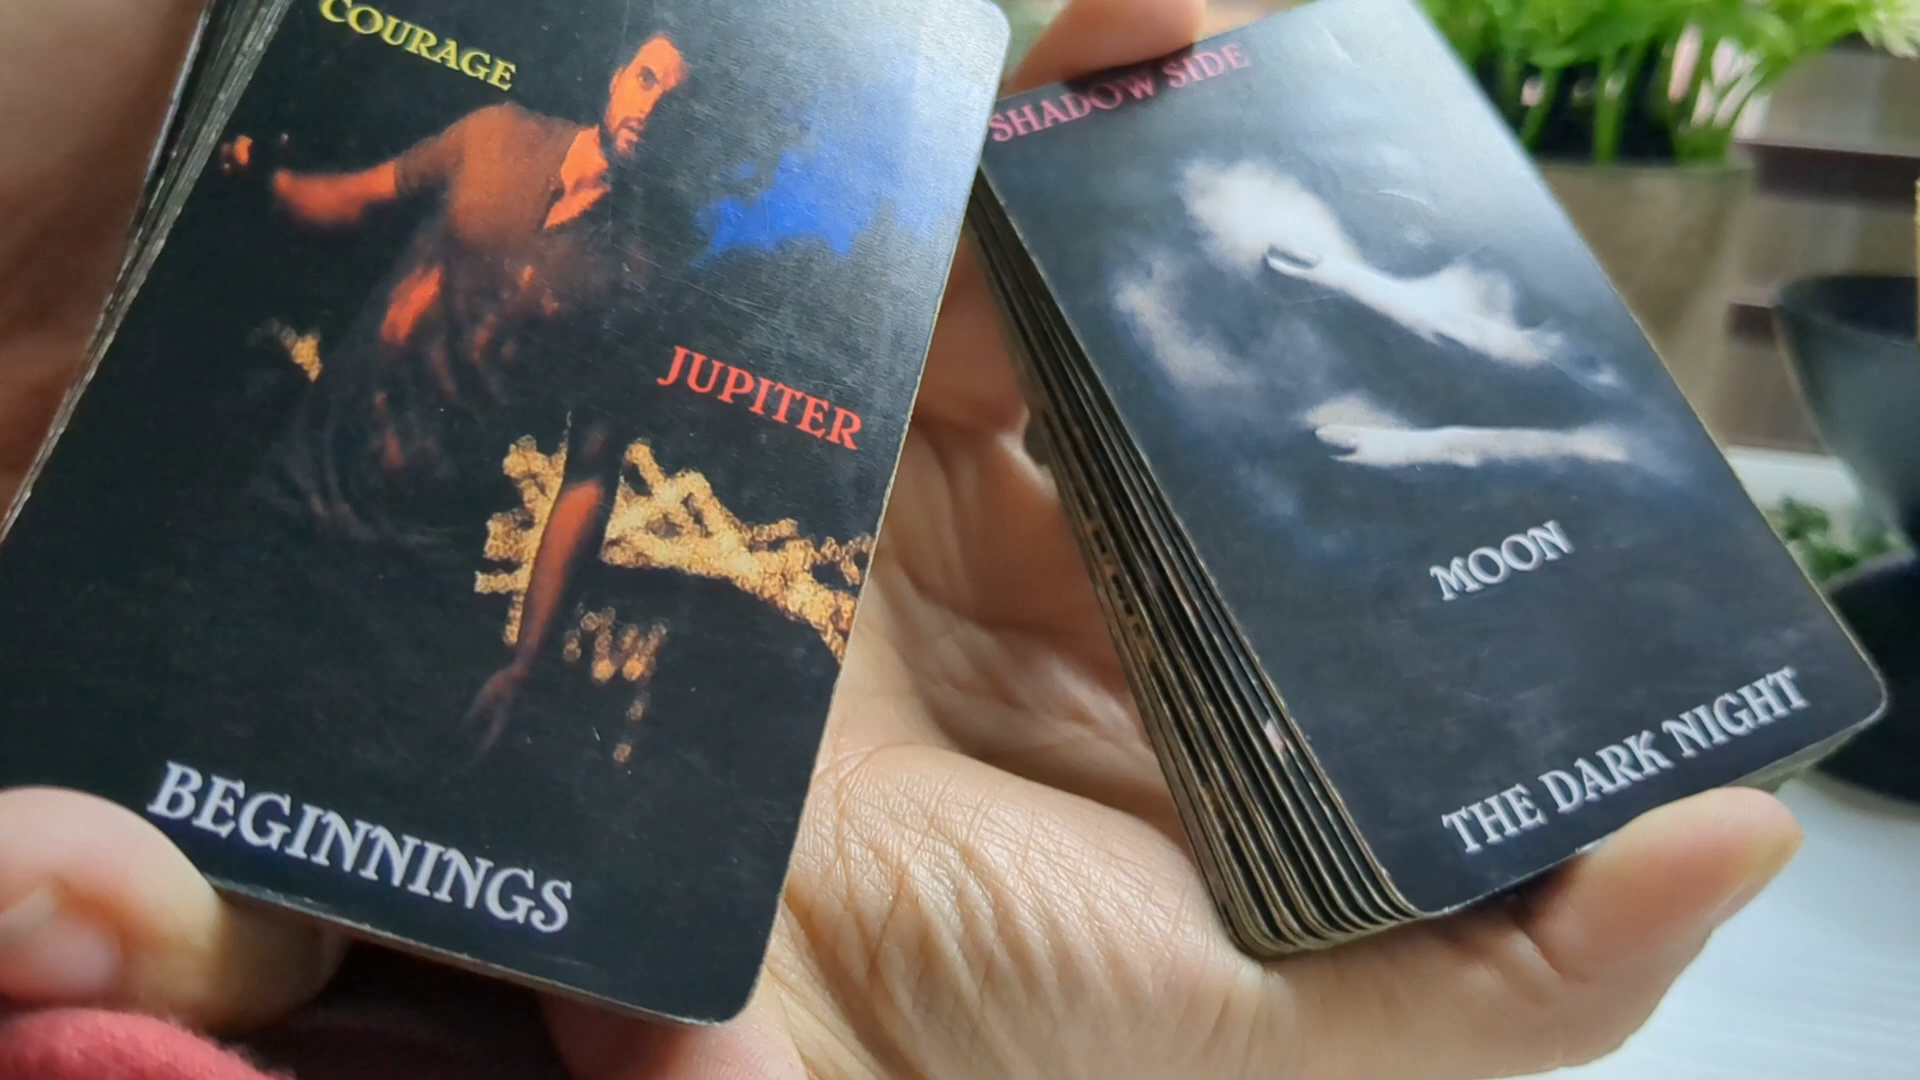 COURAGE
JUPITER
BEGINNINGS
SHADOW SIDE
MOON
THE DARK NIGHT